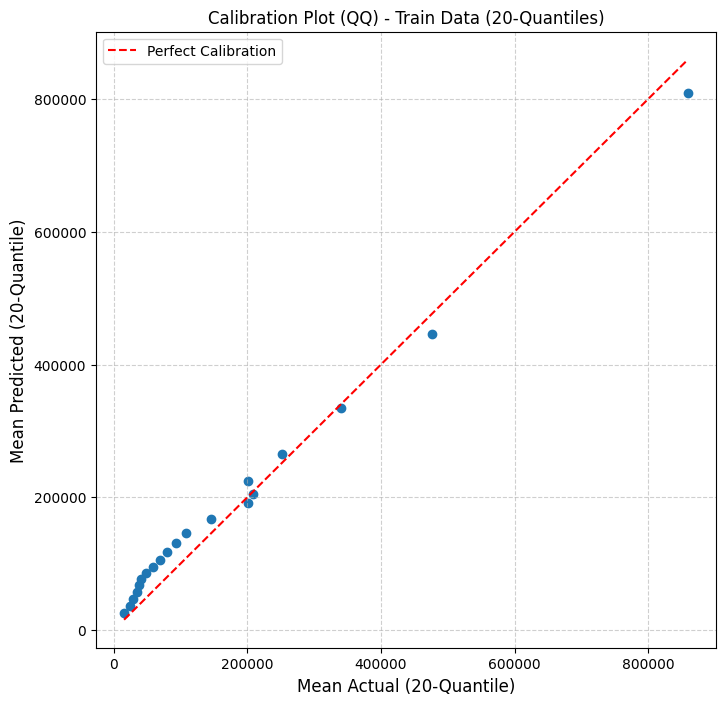 Calibration Plot (QQ) - Train Data (20-Quantiles)
Perfect Calibration
800000
600000
400000
200000
0
Mean Predicted (20-Quantile)
0 200000 400000 600000 800000
Mean Actual (20-Quantile)